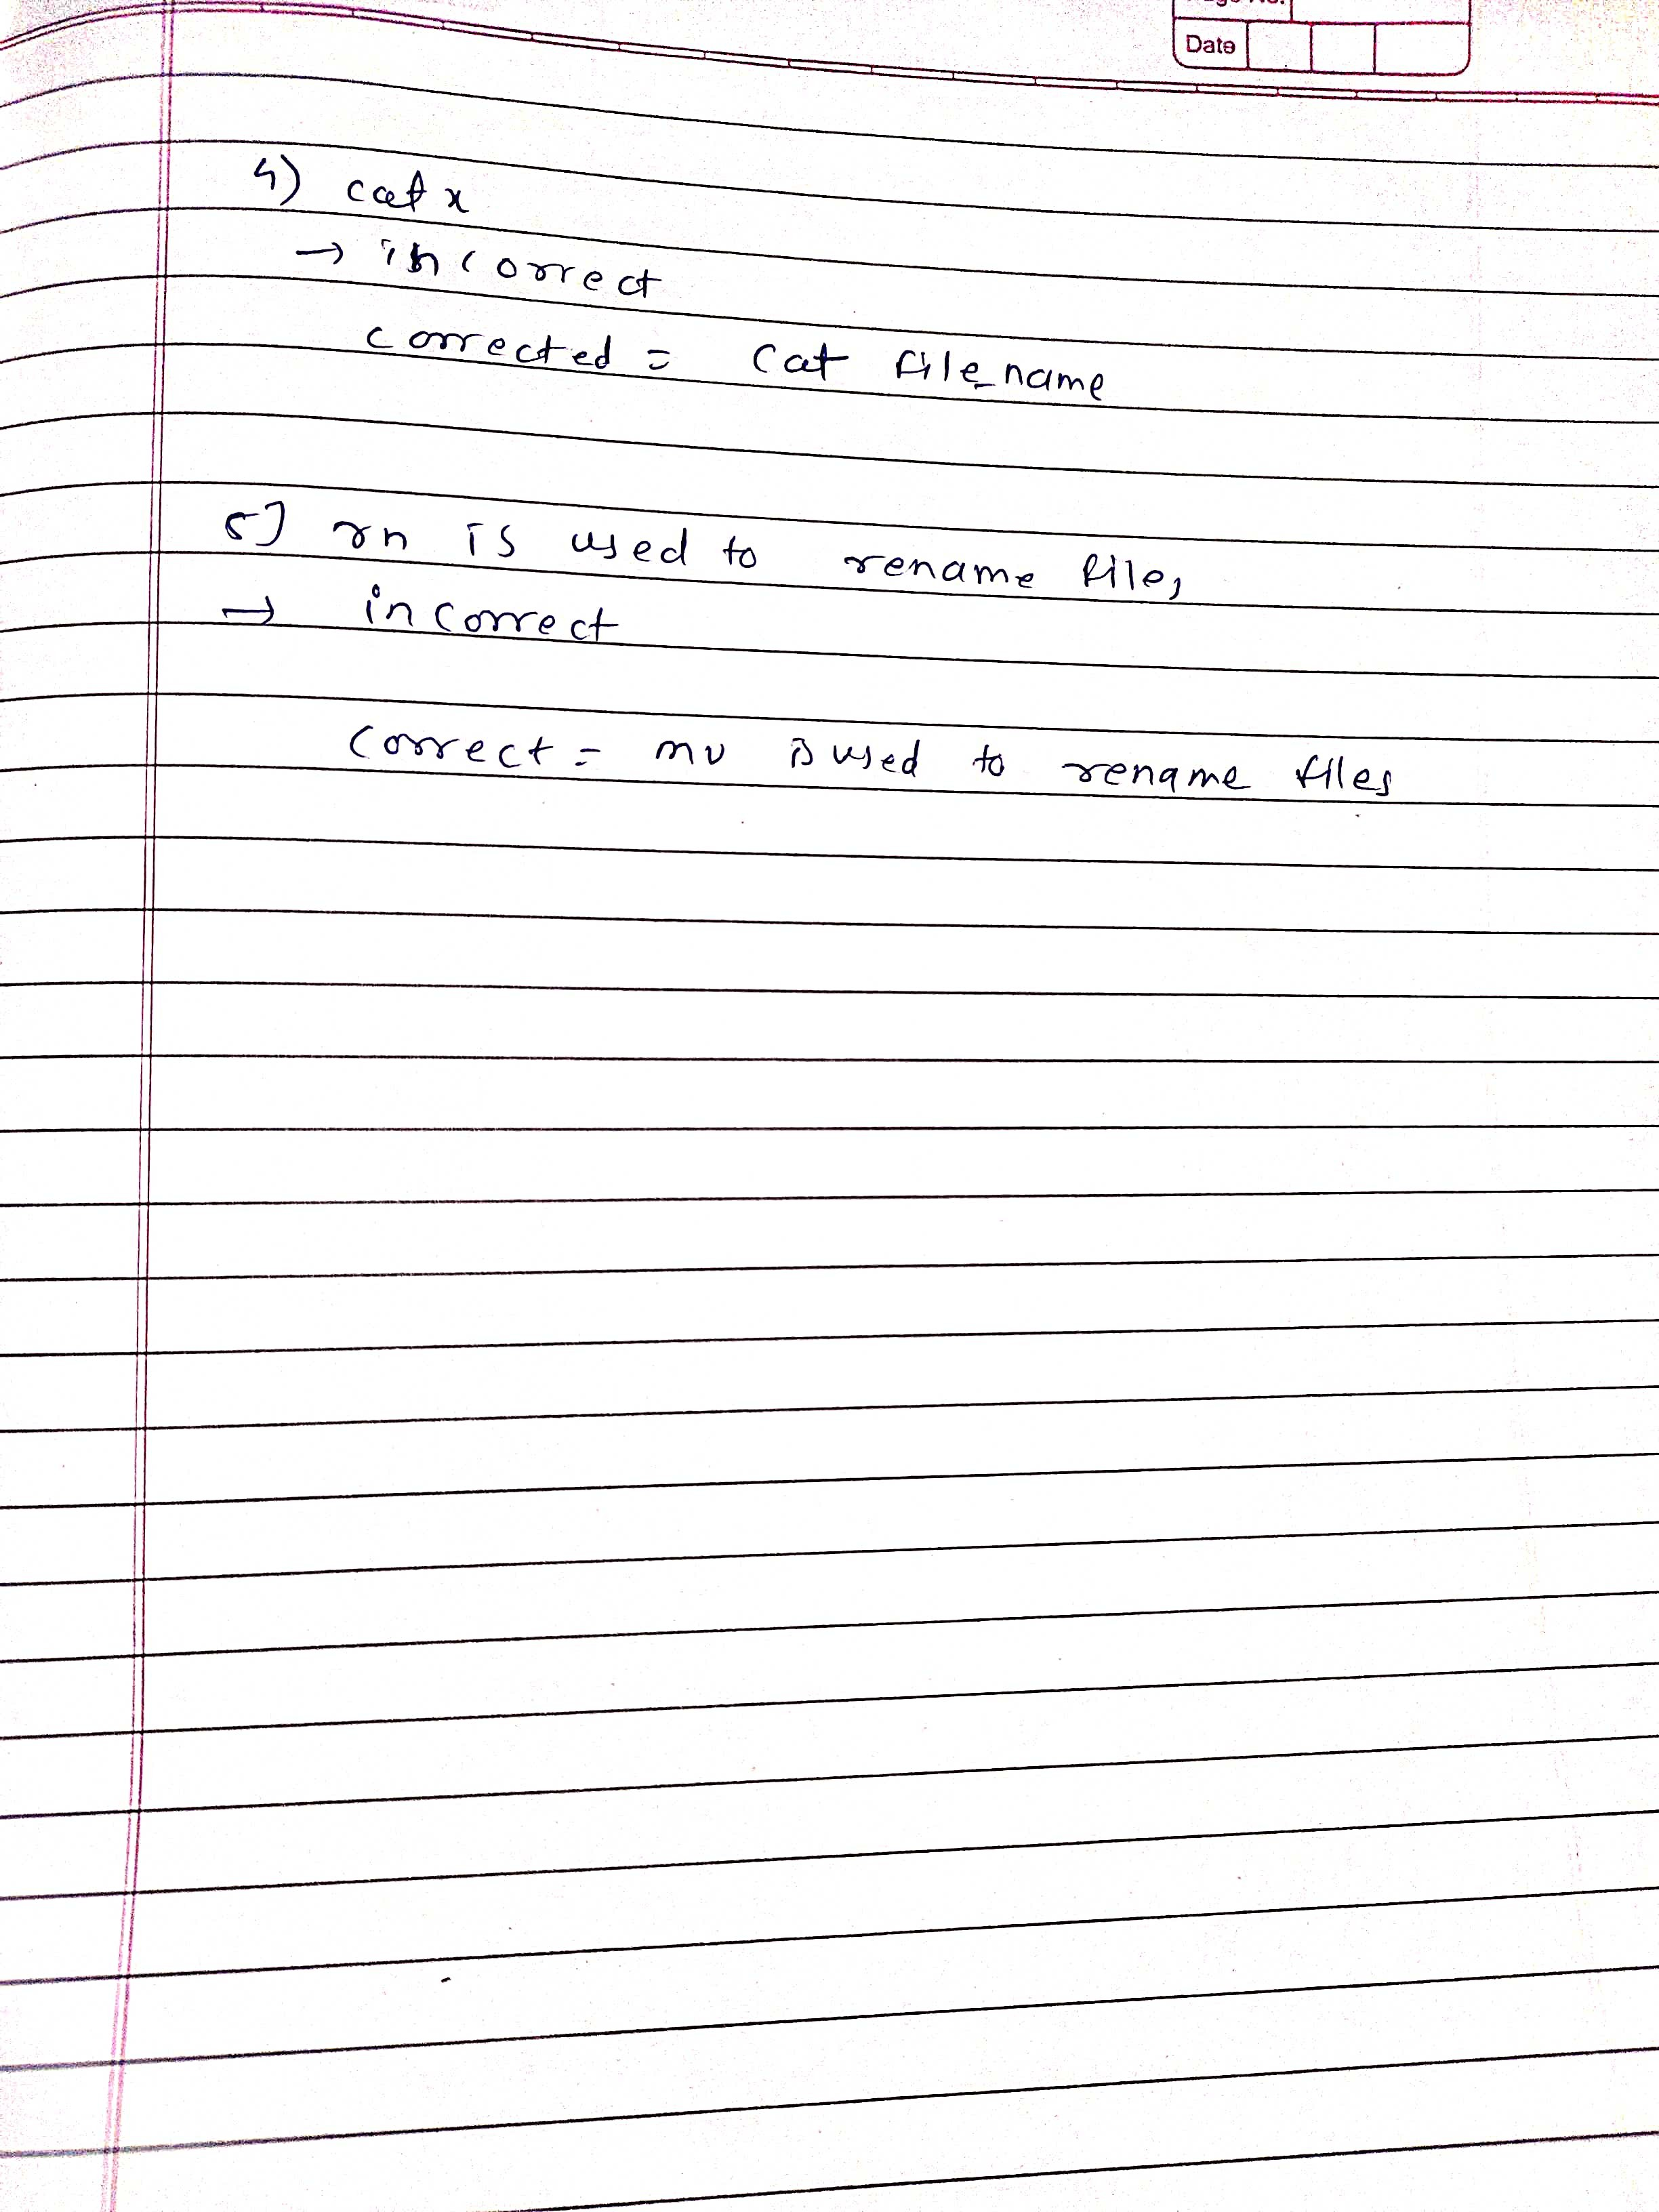 Date
4) cat x
→ incorrect
corrected = cat file_name
5] rn is used to rename files
→ incorrect
correct = mv is used to rename files